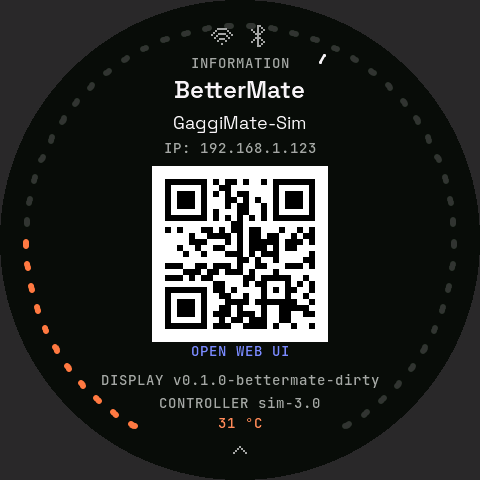 INFORMATION
BetterMate
GaggiMate-Sim
IP: 192.168.1.123
OPEN WEB UI
DISPLAY v0.1.0-bettermate-dirty
CONTROLLER sim-3.0
31 °C